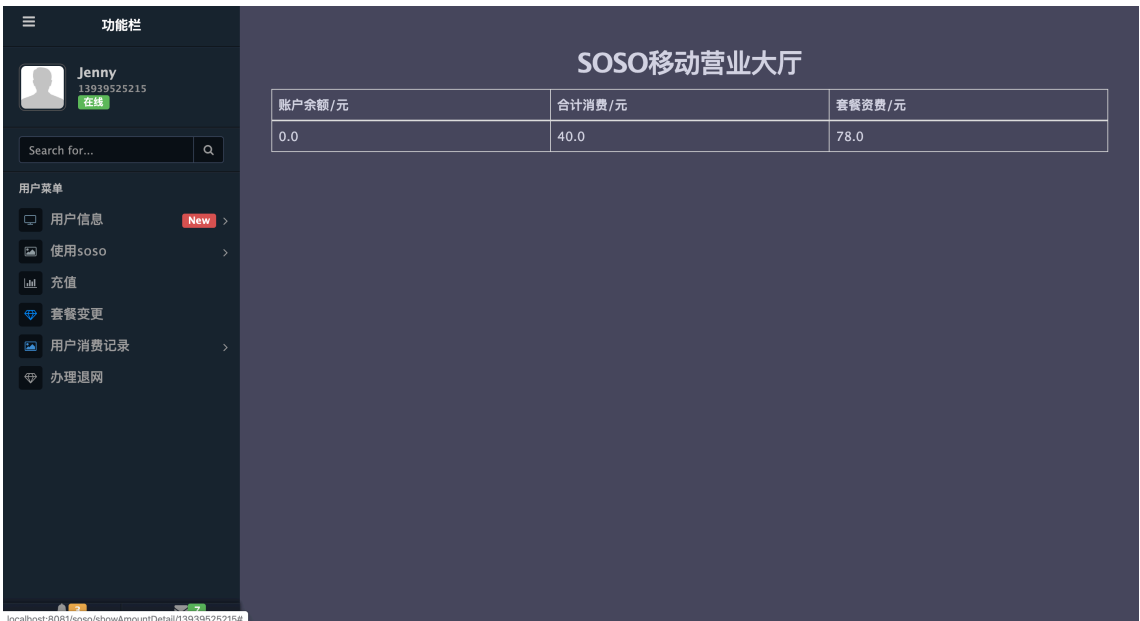 功能栏
Jenny
13939525215
在线
Search for...
用户菜单
用户信息 New
使用soso
充值
套餐变更
用户消费记录
办理退网
3 7
localhost:8081/soso/showAmountDetail/13939525215#
SOSO移动营业大厅
账户余额/元 合计消费/元 套餐资费/元
0.0 40.0 78.0